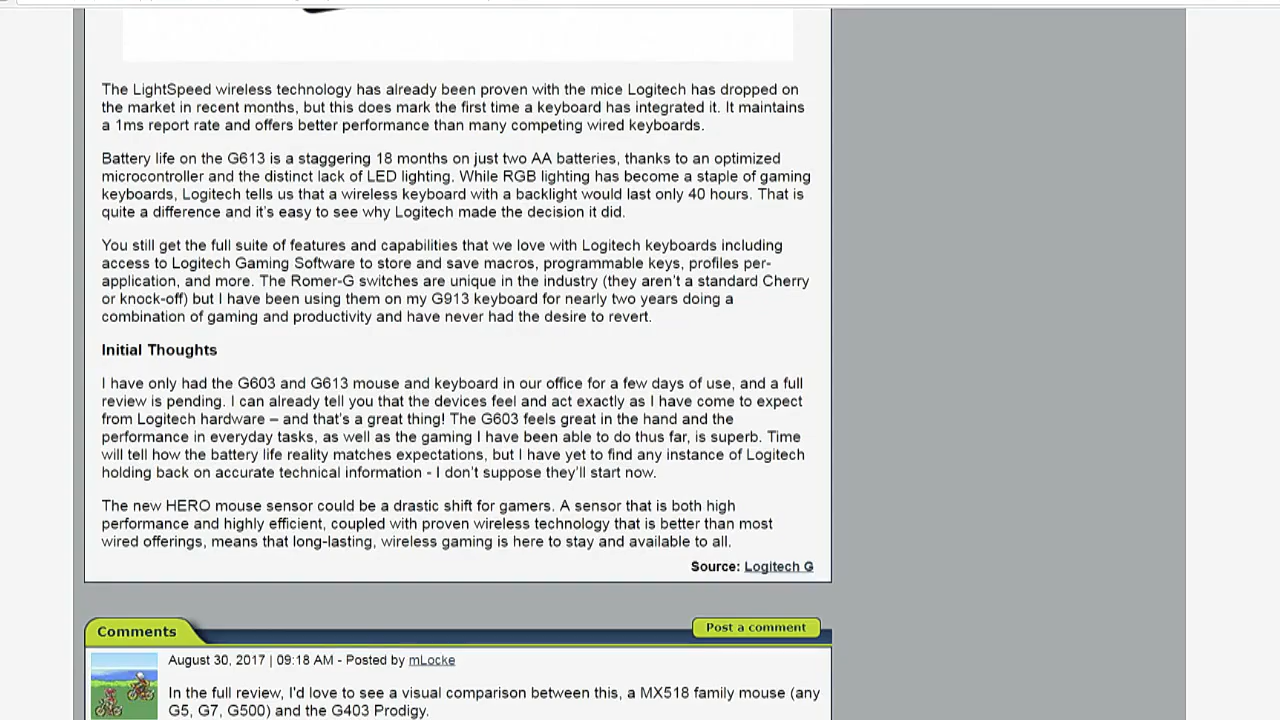 The LightSpeed wireless technology has already been proven with the mice Logitech has dropped on
the market in recent months, but this does mark the first time a keyboard has integrated it. It maintains
a 1ms report rate and offers better performance than many competing wired keyboards.
Battery life on the G613 is a staggering 18 months on just two AA batteries, thanks to an optimized
microcontroller and the distinct lack of LED lighting. While RGB lighting has become a staple of gaming
keyboards, Logitech tells us that a wireless keyboard with a backlight would last only 40 hours. That is
quite a difference and it's easy to see why Logitech made the decision it did.
You still get the full suite of features and capabilities that we love with Logitech keyboards including
access to Logitech Gaming Software to store and save macros, programmable keys, profiles per-
application, and more. The Romer-G switches are unique in the industry (they aren't a standard Cherry
or knock-off) but I have been using them on my G913 keyboard for nearly two years doing a
combination of gaming and productivity and have never had the desire to revert.
Initial Thoughts
I have only had the G603 and G613 mouse and keyboard in our office for a few days of use, and a full
review is pending. I can already tell you that the devices feel and act exactly as I have come to expect
from Logitech hardware – and that's a great thing! The G603 feels great in the hand and the
performance in everyday tasks, as well as the gaming I have been able to do thus far, is superb. Time
will tell how the battery life reality matches expectations, but I have yet to find any instance of Logitech
holding back on accurate technical information - I don't suppose they'll start now.
The new HERO mouse sensor could be a drastic shift for gamers. A sensor that is both high
performance and highly efficient, coupled with proven wireless technology that is better than most
wired offerings, means that long-lasting, wireless gaming is here to stay and available to all.
Source: Logitech G
Comments
Post a comment
August 30, 2017 | 09:18 AM - Posted by mLocke
In the full review, I'd love to see a visual comparison between this, a MX518 family mouse (any
G5, G7, G500) and the G403 Prodigy.